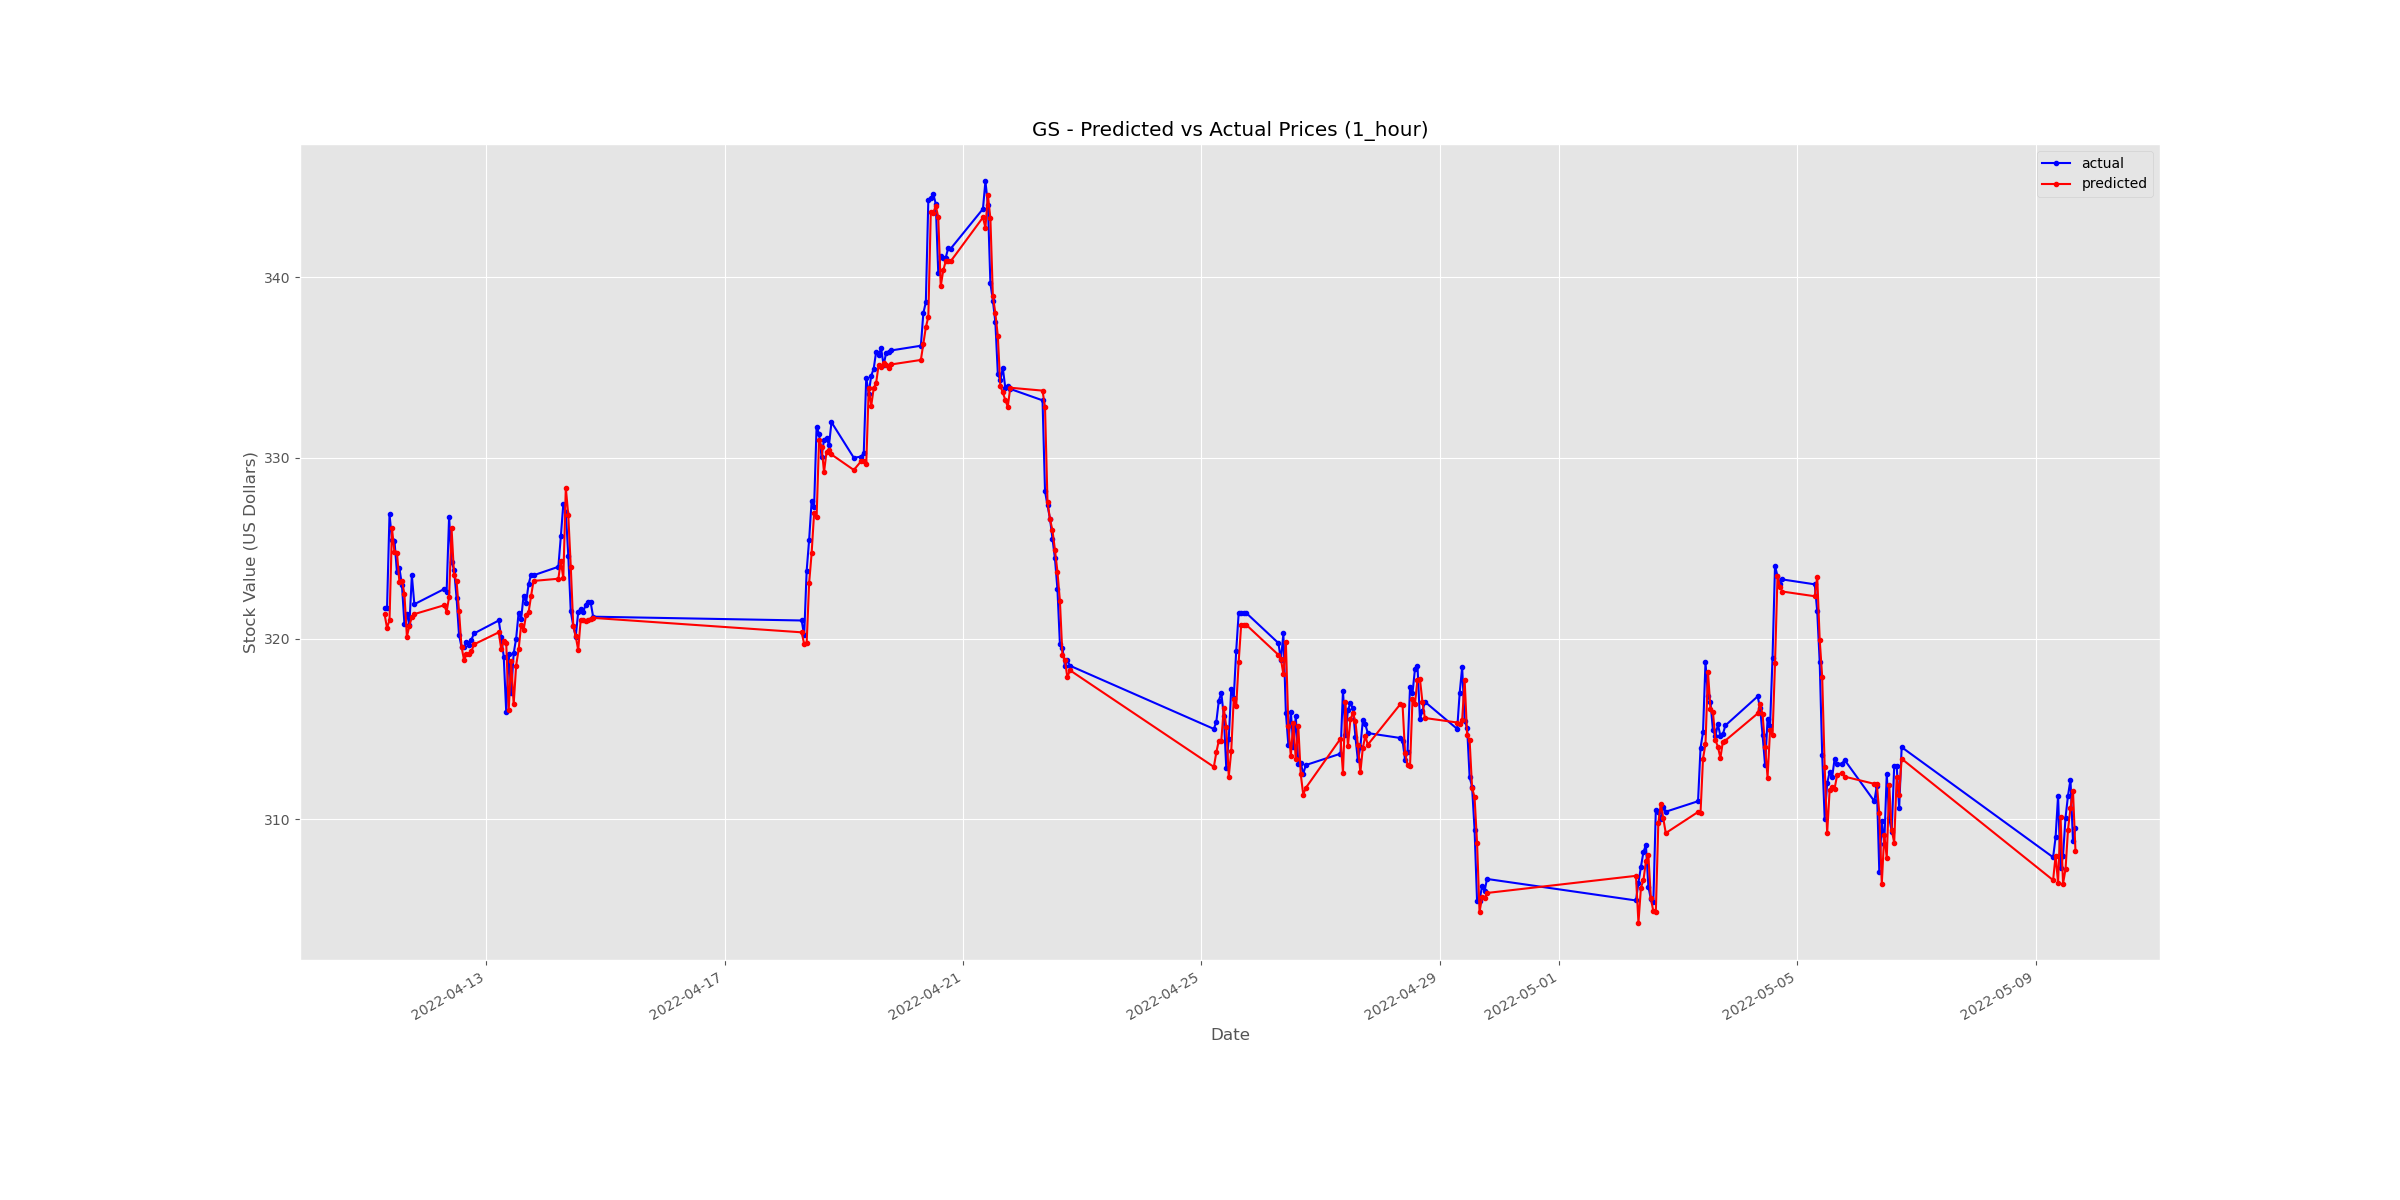 GS - Predicted vs Actual Prices (1_hour)
actual
predicted
Stock Value (US Dollars)
340
330
320
310
2022-04-13
2022-04-17
2022-04-21
2022-04-25
2022-04-29
2022-05-01
2022-05-05
2022-05-09
Date